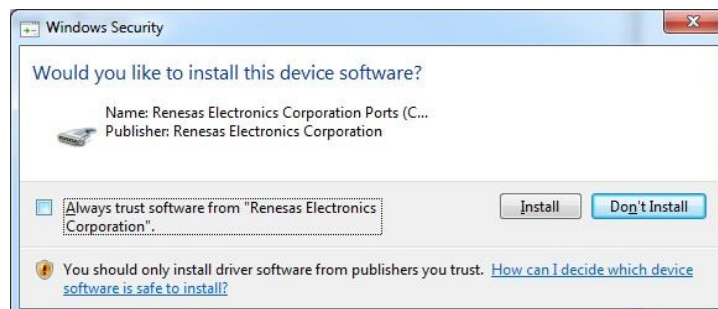 Windows Security
Would you like to install this device software?
Name: Renesas Electronics Corporation Ports (C...
Publisher: Renesas Electronics Corporation
Always trust software from "Renesas Electronics
Corporation".
Install
Don't Install
You should only install driver software from publishers you trust. How can I decide which device
software is safe to install?